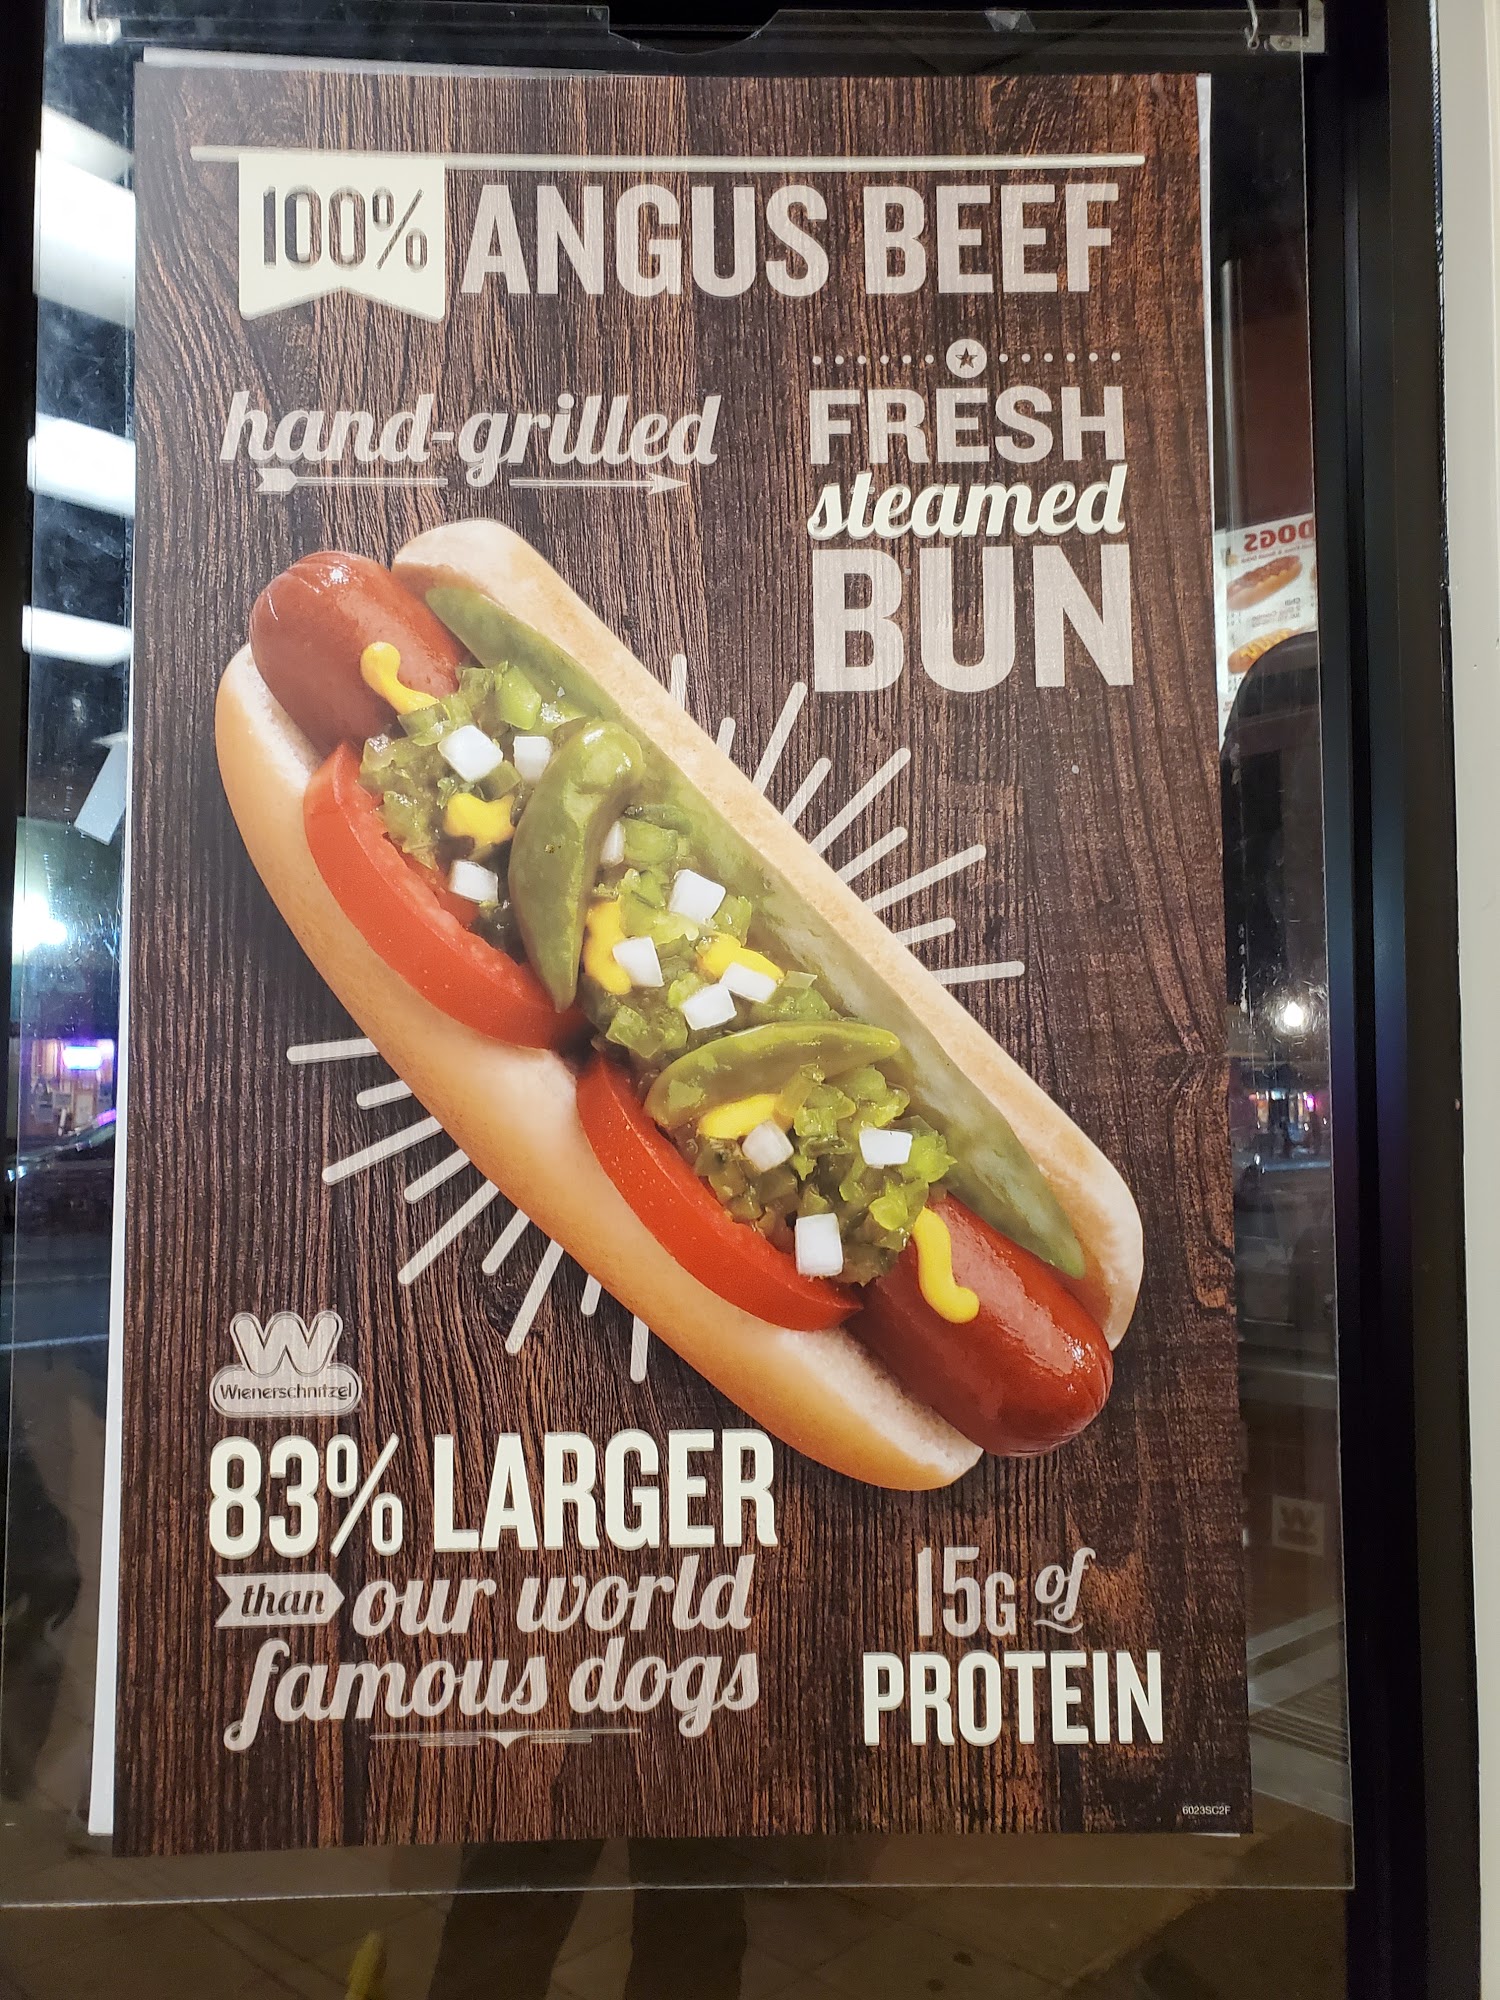 100% ANGUS BEEF
hand-grilled
FRESH
steamed
BUN
W
Wienerschnitzel
83% LARGER
than our world
famous dogs
15G of
PROTEIN
6023SC2F
DOGS